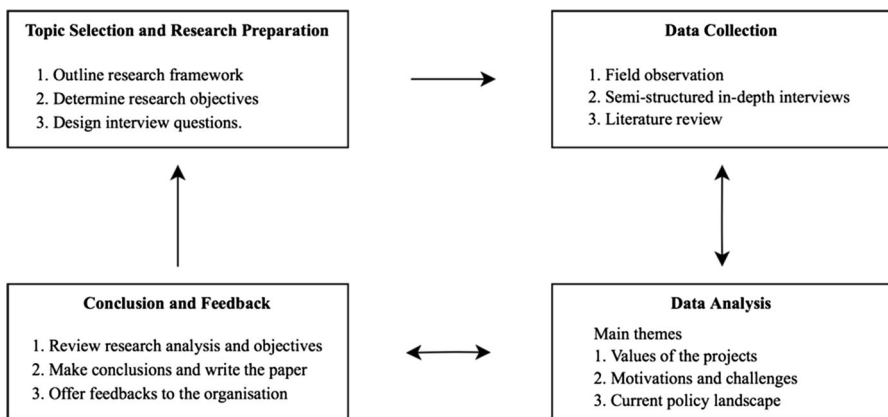 Topic Selection and Research Preparation
1. Outline research framework
2. Determine research objectives
3. Design interview questions.
Data Collection
1. Field observation
2. Semi-structured in-depth interviews
3. Literature review
Conclusion and Feedback
1. Review research analysis and objectives
2. Make conclusions and write the paper
3. Offer feedbacks to the organisation
Data Analysis
Main themes
1. Values of the projects
2. Motivations and challenges
3. Current policy landscape